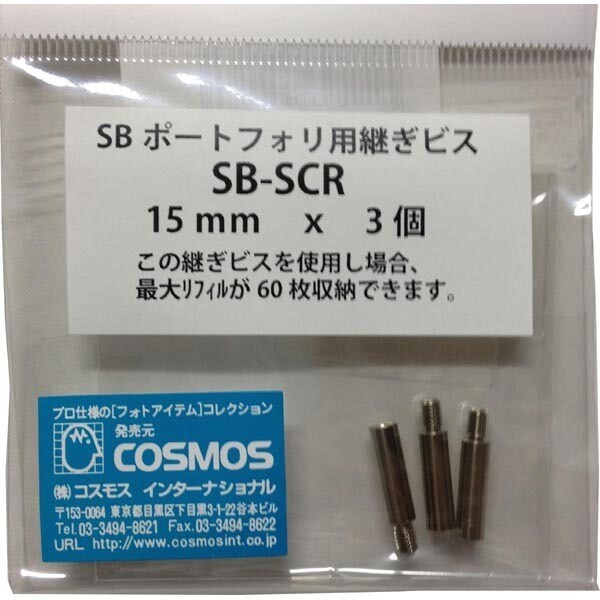 SB ポートフォリ用継ぎビス
SB-SCR
15 mm x 3 個
この継ぎビスを使用し場合、
最大ﾘﾌｨﾙが 60 枚収納できます。
プロ仕様の[フォトアイテム]コレクション
発売元
COSMOS
(株) コスモス インターナショナル
〒153-0064 東京都目黒区下目黒3-1-22谷本ビル
Tel. 03-3494-8621 Fax. 03-3494-8622
URL http://www.cosmosint.co.jp